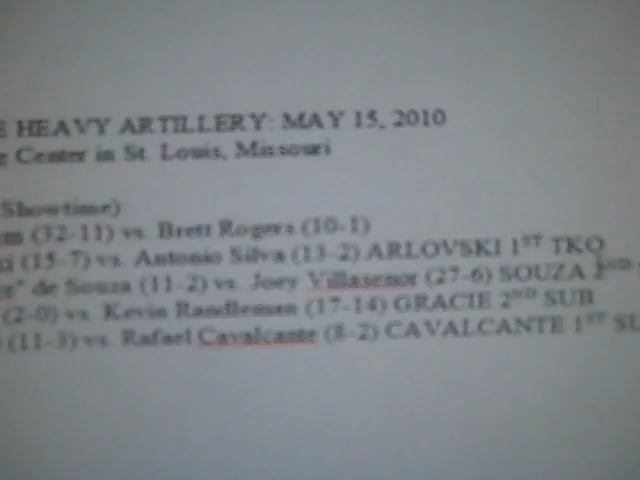 E HEAVY ARTILLERY: MAY 15, 2010
e Center in St. Louis, Missouri
Showtime):
em (32-11) vs. Brett Rogers (10-1)
(15-7) vs. Antonio Silva (13-2) ARLOVSKI 1ST TKO
de Souza (11-2) vs. Joey Villasenor (27-6) SOUZA 2ND
(2-0) vs. Kevin Randleman (17-14) GRACIE 2ND SUB
(11-3) vs. Rafael Cavalcante (8-2) CAVALCANTE 1ST SU